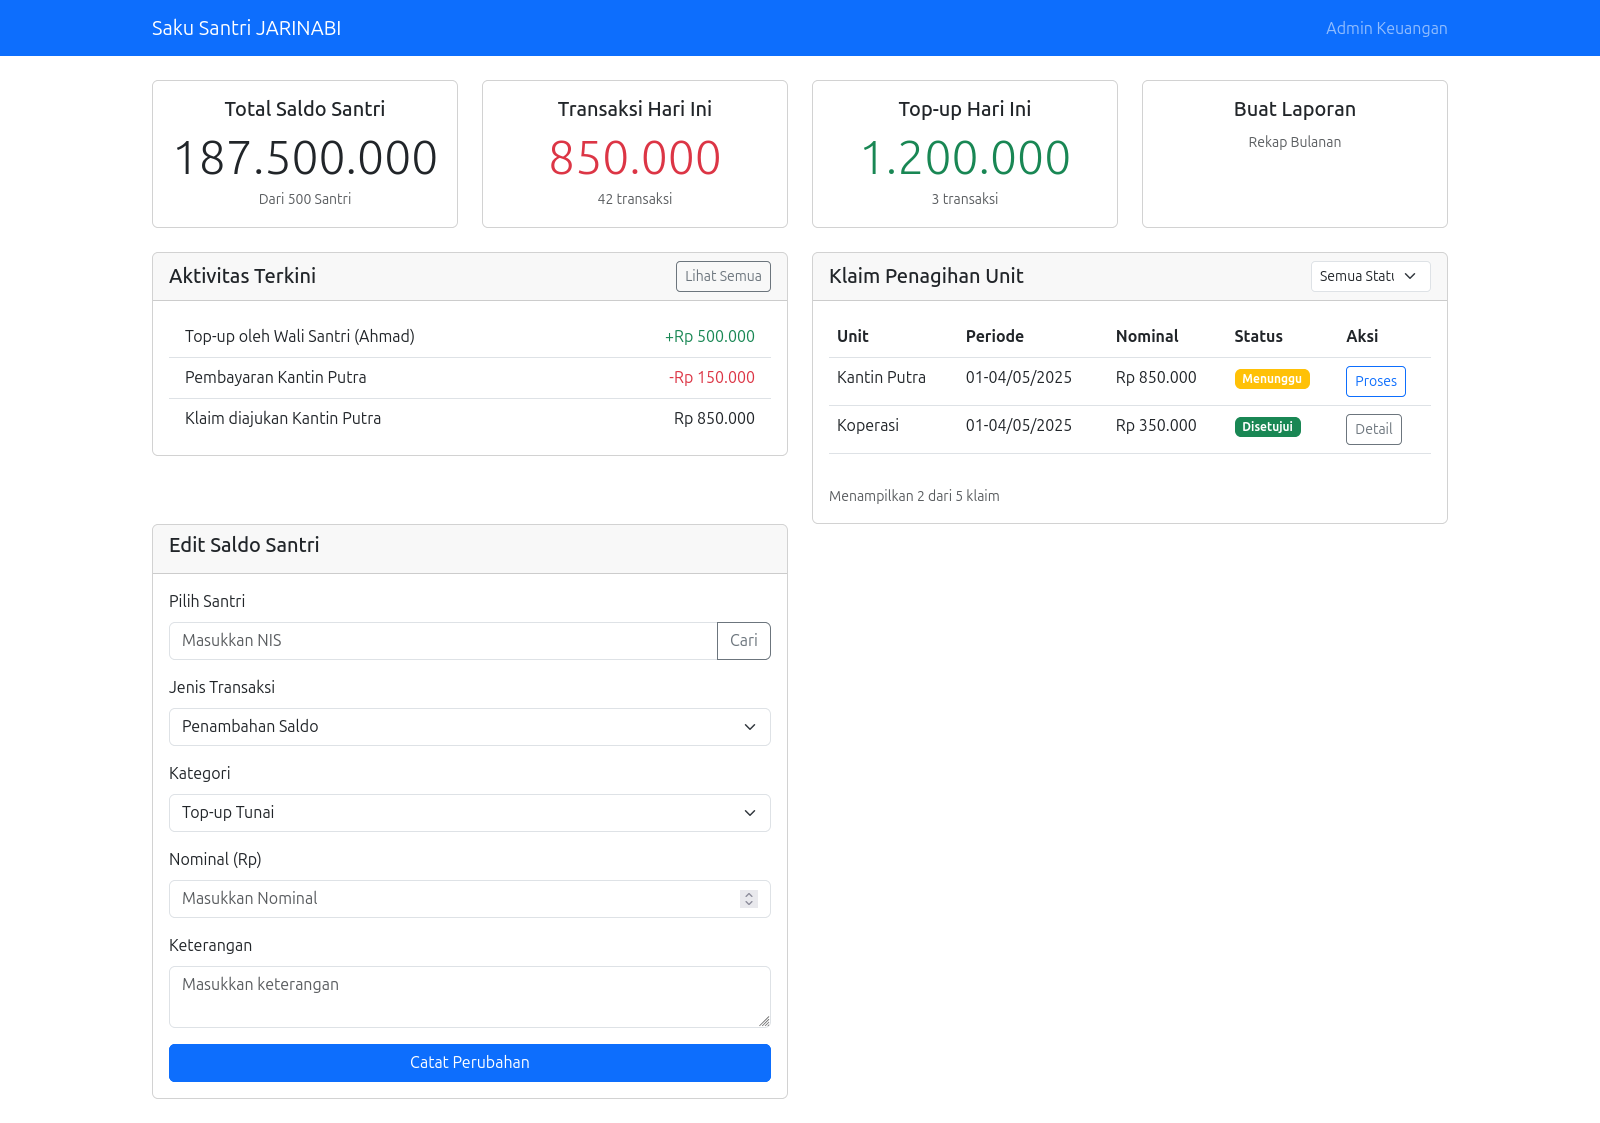 Saku Santri JARINABI
Admin Keuangan
Total Saldo Santri
187.500.000
Dari 500 Santri
Transaksi Hari Ini
850.000
42 transaksi
Top-up Hari Ini
1.200.000
3 transaksi
Buat Laporan
Rekap Bulanan
Aktivitas Terkini
Lihat Semua
Top-up oleh Wali Santri (Ahmad) +Rp 500.000
Pembayaran Kantin Putra -Rp 150.000
Klaim diajukan Kantin Putra Rp 850.000
Klaim Penagihan Unit
Semua Statu
Unit Periode Nominal Status Aksi
Kantin Putra 01-04/05/2025 Rp 850.000 Menunggu Proses
Koperasi 01-04/05/2025 Rp 350.000 Disetujui Detail
Menampilkan 2 dari 5 klaim
Edit Saldo Santri
Pilih Santri
Masukkan NIS
Cari
Jenis Transaksi
Penambahan Saldo
Kategori
Top-up Tunai
Nominal (Rp)
Masukkan Nominal
Keterangan
Masukkan keterangan
Catat Perubahan